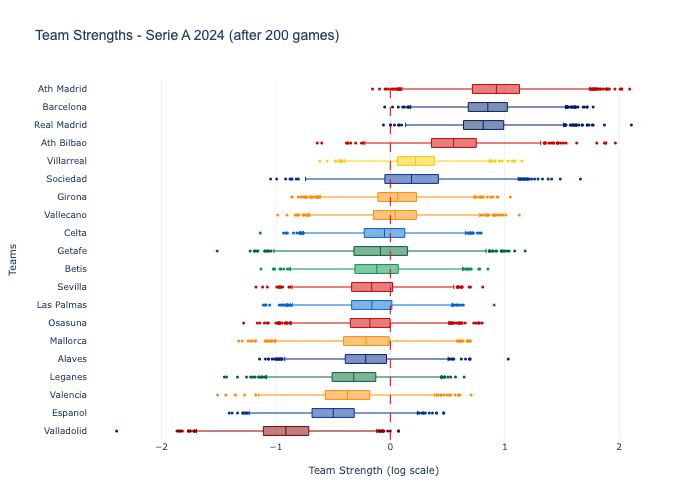 Team Strengths - Serie A 2024 (after 200 games)
Ath Madrid
Barcelona
Real Madrid
Ath Bilbao
Villarreal
Sociedad
Girona
Vallecano
Celta
Getafe
Betis
Sevilla
Las Palmas
Osasuna
Mallorca
Alaves
Leganes
Valencia
Espanol
Valladolid
Teams
−2 −1 0 1 2
Team Strength (log scale)